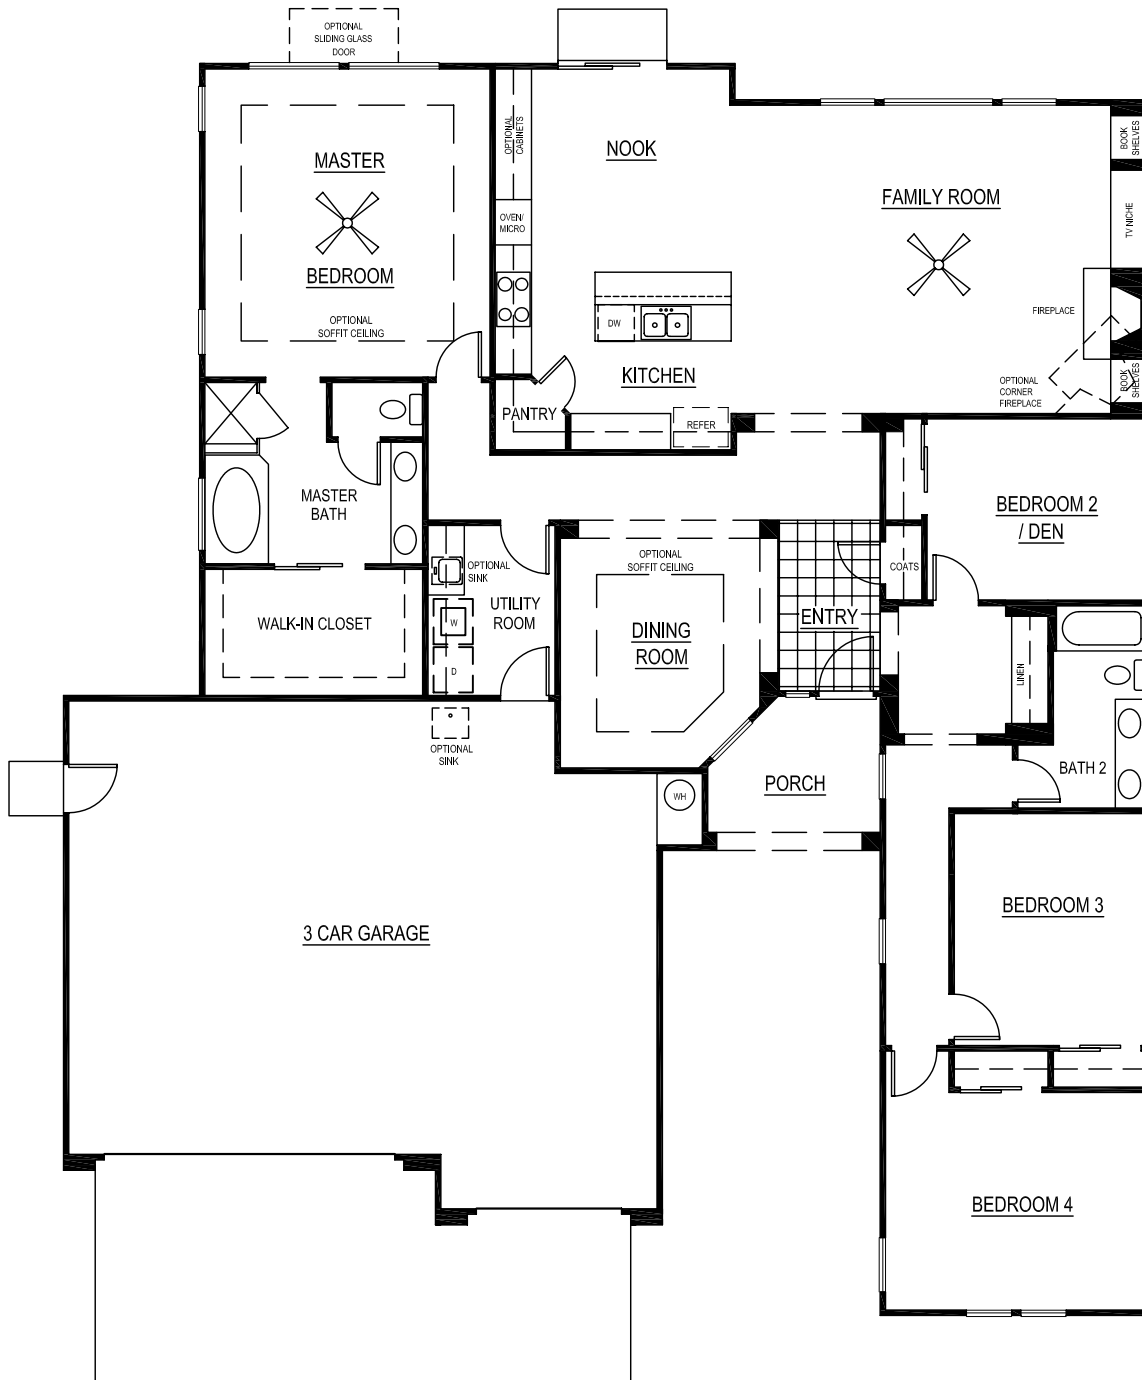 OPTIONAL
SLIDING GLASS
DOOR
MASTER
BEDROOM
OPTIONAL
SOFFIT CEILING
OPTIONAL
CABINETS
OVEN/
MICRO
NOOK
FAMILY ROOM
BOOK
SHELVES
TV NICHE
FIREPLACE
BOOK
SHELVES
OPTIONAL
CORNER
FIREPLACE
DW
KITCHEN
PANTRY
REFER
MASTER
BATH
WALK-IN CLOSET
OPTIONAL
SINK
UTILITY
ROOM
W
D
OPTIONAL
SOFFIT CEILING
DINING
ROOM
ENTRY
COATS
BEDROOM 2
/ DEN
LINEN
BATH 2
OPTIONAL
SINK
WH
PORCH
3 CAR GARAGE
BEDROOM 3
BEDROOM 4